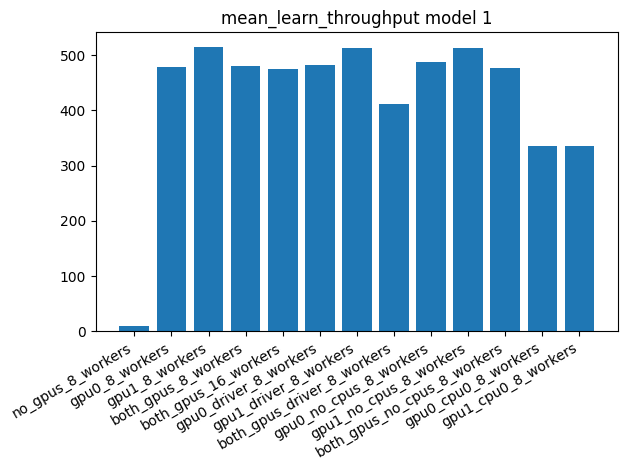 mean_learn_throughput model 1
500
400
300
200
100
0
no_gpus_8_workers
gpu0_8_workers
gpu1_8_workers
both_gpus_8_workers
both_gpus_16_workers
gpu0_driver_8_workers
gpu1_driver_8_workers
both_gpus_driver_8_workers
gpu0_no_cpus_8_workers
gpu1_no_cpus_8_workers
both_gpus_no_cpus_8_workers
gpu0_cpu0_8_workers
gpu1_cpu0_8_workers